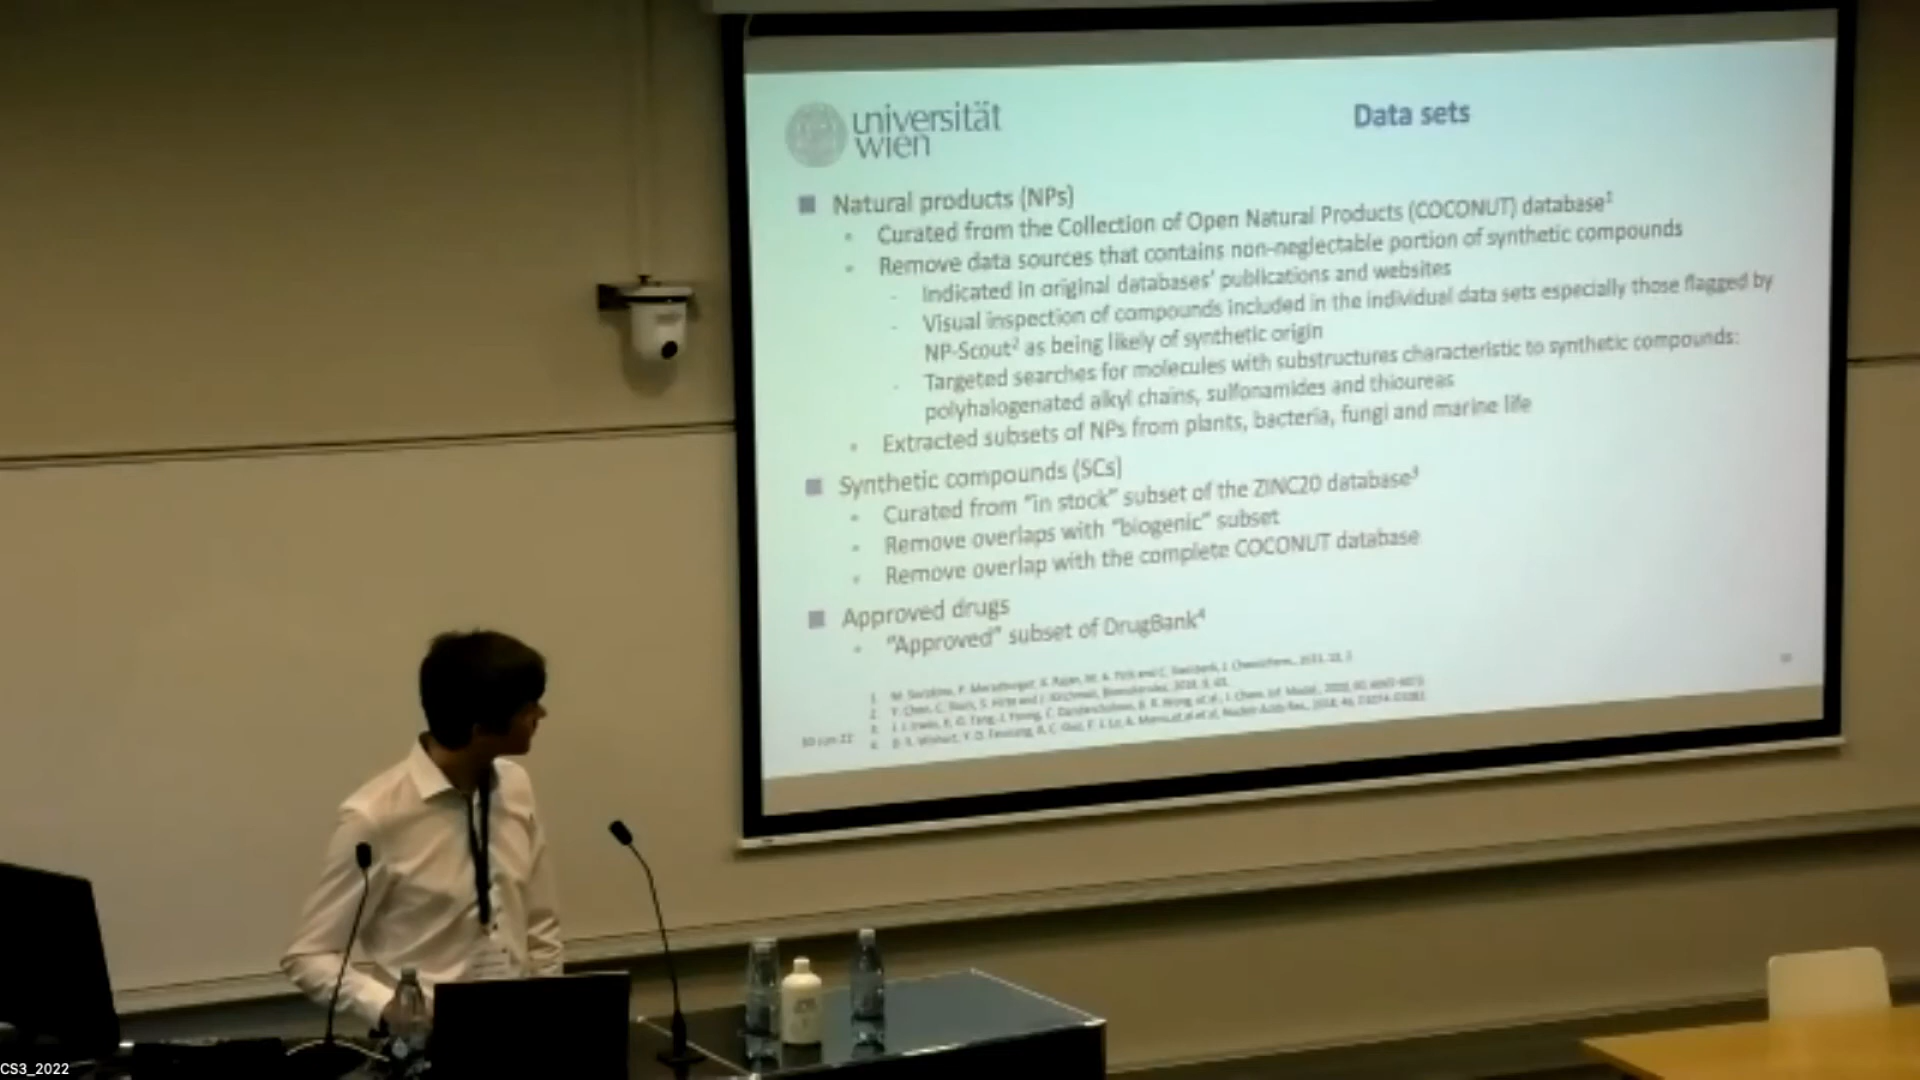 universität
wien
Data sets
Natural products (NPs)
Curated from the Collection of Open Natural Products (COCONUT) database¹
Remove data sources that contains non-neglectable portion of synthetic compounds
Indicated in original databases' publications and websites
Visual inspection of compounds included in the individual data sets especially those flagged by
NP-Scout² as being likely of synthetic origin
Targeted searches for molecules with substructures characteristic to synthetic compounds:
polyhalogenated alkyl chains, sulfonamides and thioureas
Extracted subsets of NPs from plants, bacteria, fungi and marine life
Synthetic compounds (SCs)
Curated from "in stock" subset of the ZINC20 database³
Remove overlaps with "biogenic" subset
Remove overlap with the complete COCONUT database
Approved drugs
"Approved" subset of DrugBank⁴
CS3_2022